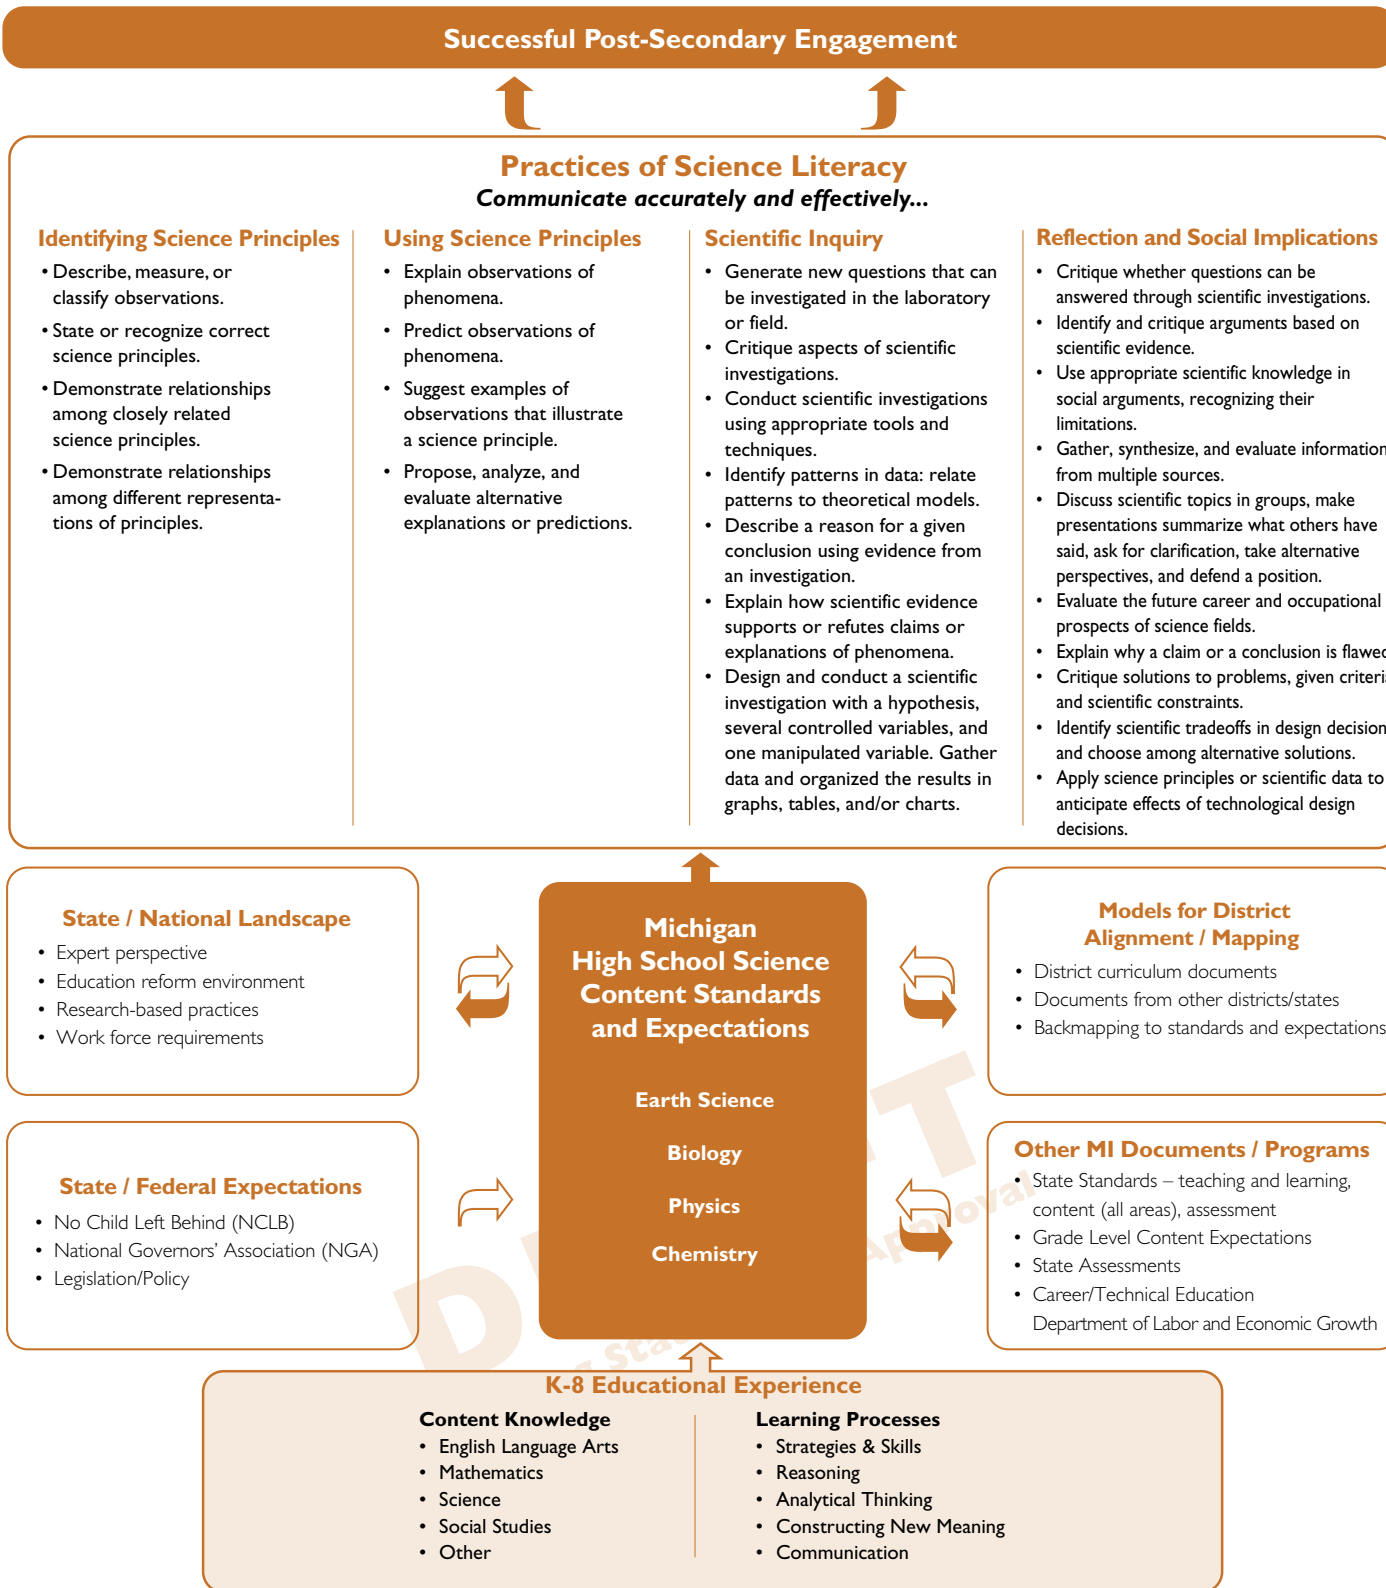 Successful Post-Secondary Engagement
Practices of Science Literacy
Communicate accurately and effectively...
Identifying Science Principles
• Describe, measure, or
classify observations.
• State or recognize correct
science principles.
• Demonstrate relationships
among closely related
science principles.
• Demonstrate relationships
among different representa-
tions of principles.
Using Science Principles
• Explain observations of
phenomena.
• Predict observations of
phenomena.
• Suggest examples of
observations that illustrate
a science principle.
• Propose, analyze, and
evaluate alternative
explanations or predictions.
Scientific Inquiry
• Generate new questions that can
be investigated in the laboratory
or field.
• Critique aspects of scientific
investigations.
• Conduct scientific investigations
using appropriate tools and
techniques.
• Identify patterns in data: relate
patterns to theoretical models.
• Describe a reason for a given
conclusion using evidence from
an investigation.
• Explain how scientific evidence
supports or refutes claims or
explanations of phenomena.
• Design and conduct a scientific
investigation with a hypothesis,
several controlled variables, and
one manipulated variable. Gather
data and organized the results in
graphs, tables, and/or charts.
Reflection and Social Implications
• Critique whether questions can be
answered through scientific investigations.
• Identify and critique arguments based on
scientific evidence.
• Use appropriate scientific knowledge in
social arguments, recognizing their
limitations.
• Gather, synthesize, and evaluate information
from multiple sources.
• Discuss scientific topics in groups, make
presentations summarize what others have
said, ask for clarification, take alternative
perspectives, and defend a position.
• Evaluate the future career and occupational
prospects of science fields.
• Explain why a claim or a conclusion is flawed
• Critique solutions to problems, given criteria
and scientific constraints.
• Identify scientific tradeoffs in design decision
and choose among alternative solutions.
• Apply science principles or scientific data to
anticipate effects of technological design
decisions.
State / National Landscape
• Expert perspective
• Education reform environment
• Research-based practices
• Work force requirements
State / Federal Expectations
• No Child Left Behind (NCLB)
• National Governors' Association (NGA)
• Legislation/Policy
Michigan
High School Science
Content Standards
and Expectations
Earth Science
Biology
Physics
Chemistry
Models for District
Alignment / Mapping
• District curriculum documents
• Documents from other districts/states
• Backmapping to standards and expectations
Other MI Documents / Programs
• State Standards – teaching and learning,
content (all areas), assessment
• Grade Level Content Expectations
• State Assessments
• Career/Technical Education
Department of Labor and Economic Growth
K-8 Educational Experience
Content Knowledge
• English Language Arts
• Mathematics
• Science
• Social Studies
• Other
Learning Processes
• Strategies & Skills
• Reasoning
• Analytical Thinking
• Constructing New Meaning
• Communication
Approval